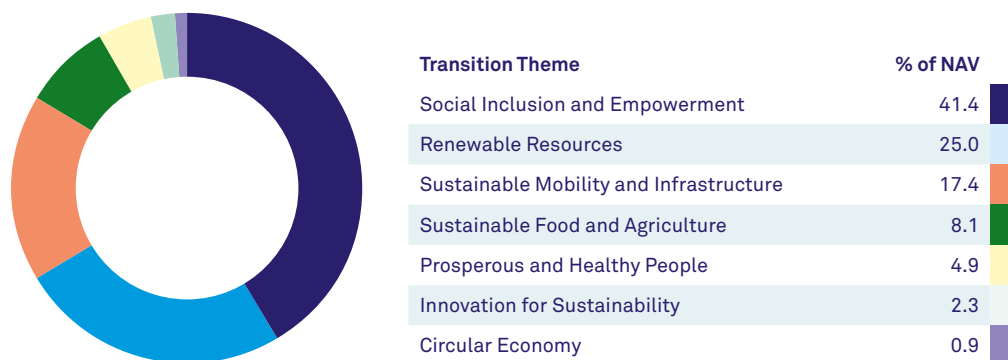 Transition Theme % of NAV
Social Inclusion and Empowerment 41.4
Renewable Resources 25.0
Sustainable Mobility and Infrastructure 17.4
Sustainable Food and Agriculture 8.1
Prosperous and Healthy People 4.9
Innovation for Sustainability 2.3
Circular Economy 0.9